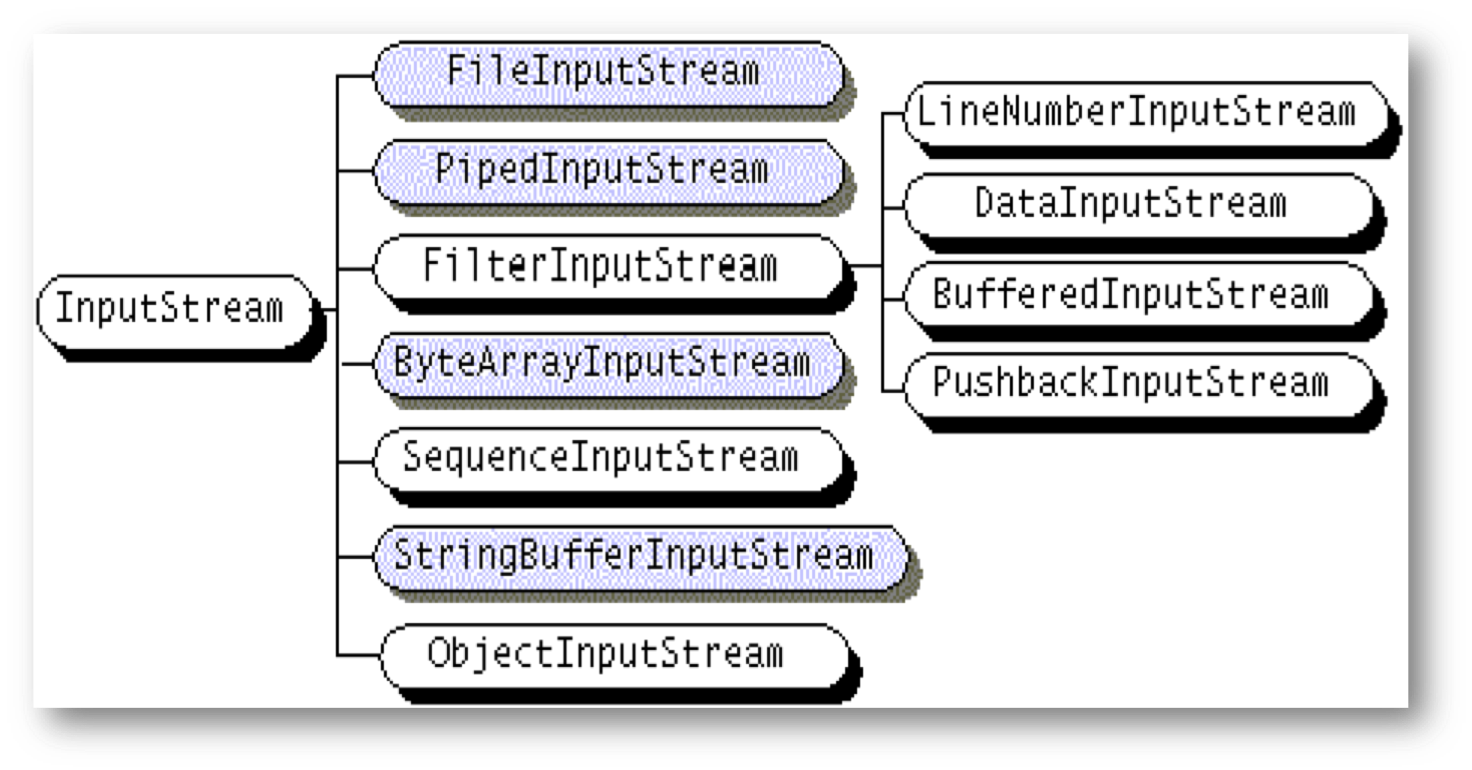 InputStream
FileInputStream
PipedInputStream
FilterInputStream
ByteArrayInputStream
SequenceInputStream
StringBufferInputStream
ObjectInputStream
LineNumberInputStream
DataInputStream
BufferedInputStream
PushbackInputStream